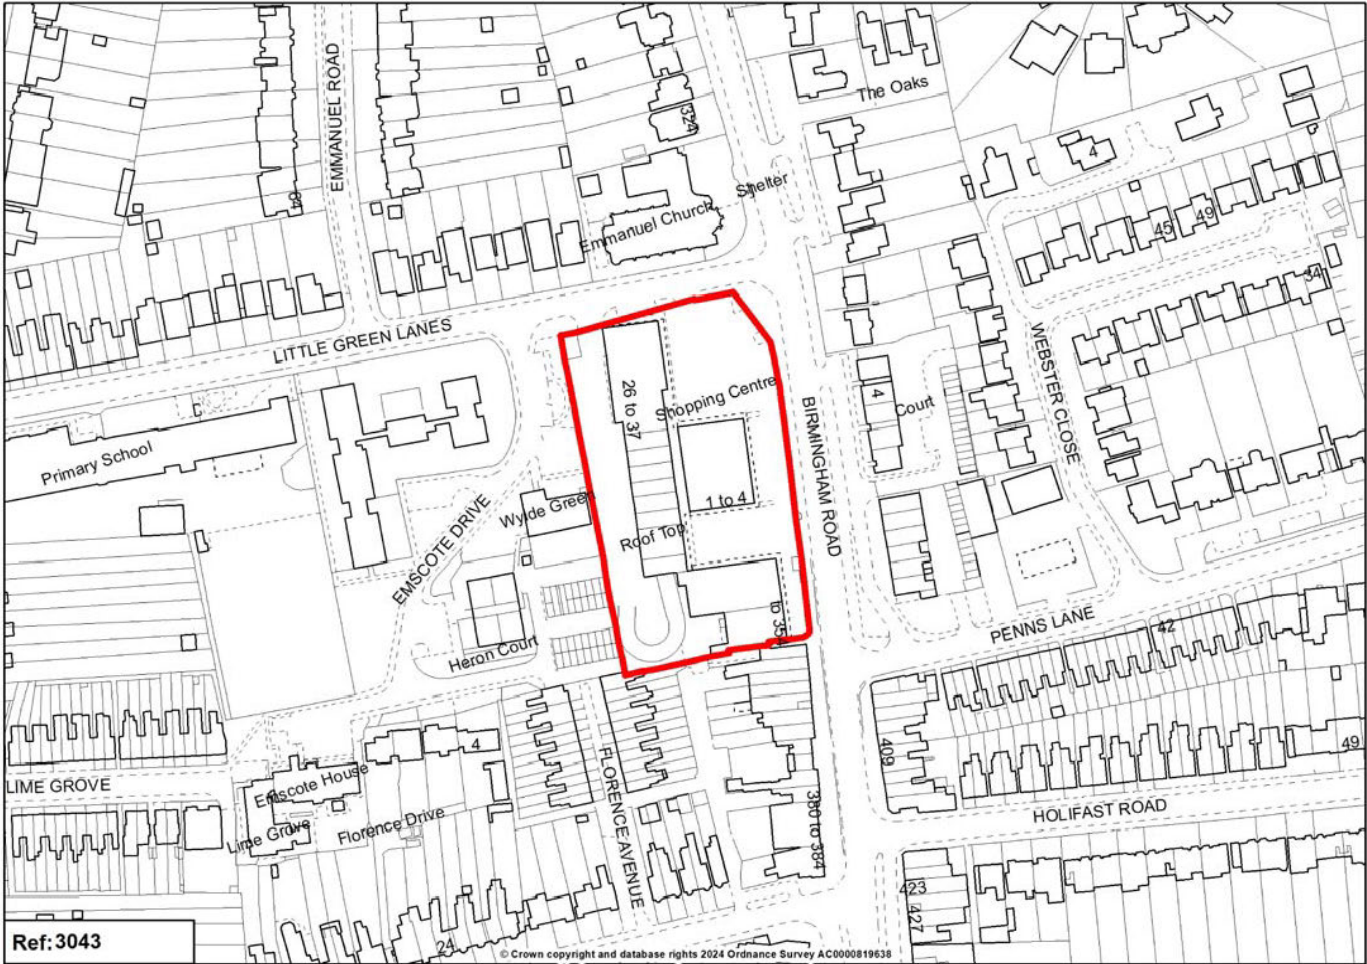 EMMANUEL ROAD
64
324
The Oaks
4
Shelter
Emmanuel Church
45
49
34
LITTLE GREEN LANES
WEBSTER CLOSE
26 to 37
Shopping Centre
4
Court
BIRMINGHAM ROAD
Primary School
Wylde Green
1 to 4
Roof Top
EMSCOTE DRIVE
to 354
PENNS LANE
42
Heron Court
4
409
49
LIME GROVE
Emscote House
FLORENCE AVENUE
380 to 384
HOLIFAST ROAD
Lime Grove
Florence Drive
423
427
24
Ref:3043
© Crown copyright and database rights 2024 Ordnance Survey AC0000819638